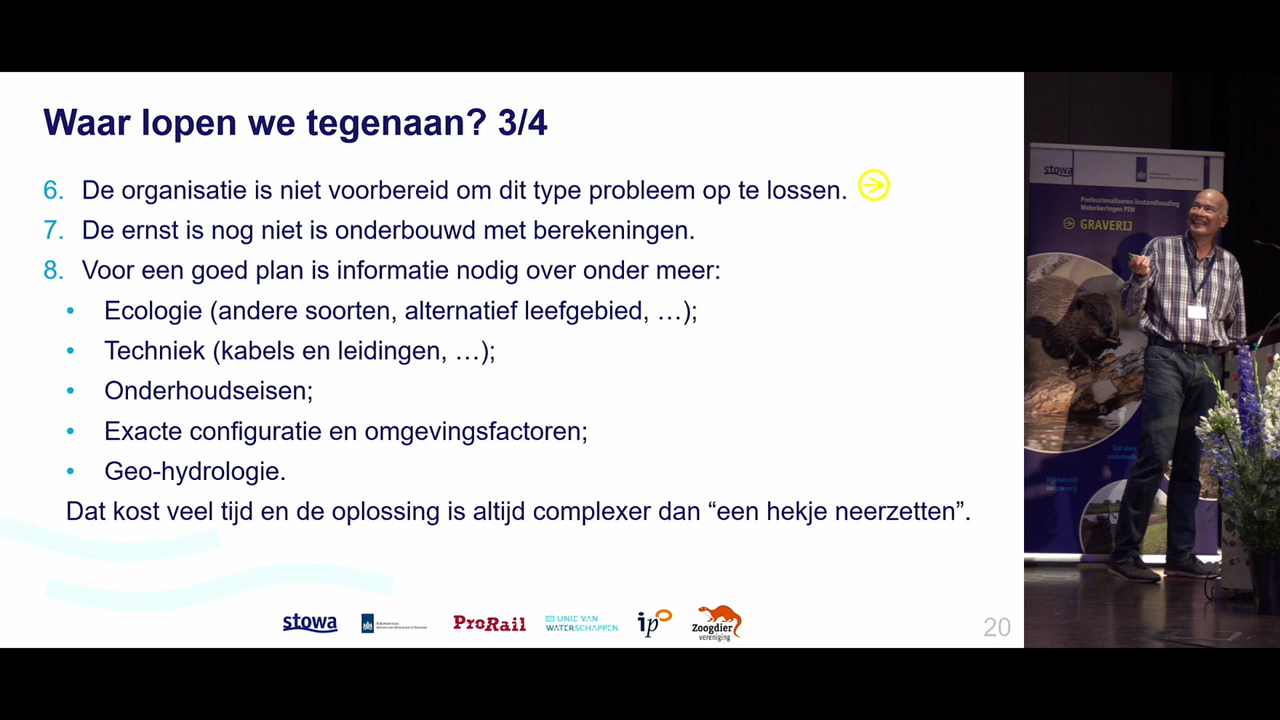 Waar lopen we tegenaan? 3/4
6. De organisatie is niet voorbereid om dit type probleem op te lossen.
7. De ernst is nog niet is onderbouwd met berekeningen.
8. Voor een goed plan is informatie nodig over onder meer:
• Ecologie (andere soorten, alternatief leefgebied, …);
• Techniek (kabels en leidingen, …);
• Onderhoudseisen;
• Exacte configuratie en omgevingsfactoren;
• Geo-hydrologie.
Dat kost veel tijd en de oplossing is altijd complexer dan “een hekje neerzetten”.
stowa
ProRail
UNIE VAN
WATERSCHAPPEN
ip
Zoogdier
vereniging
20
stowa
Professionaliseren Instandhouding
Waterkeringen PIW
GRAVERIJ